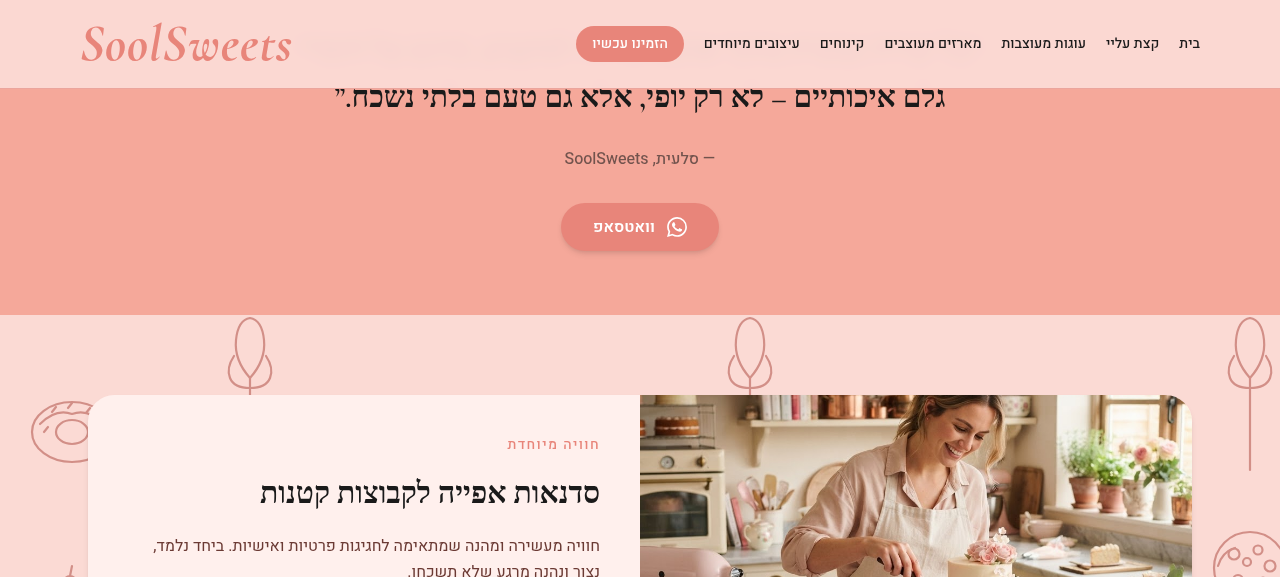 בית
קצת עליי
עוגות מעוצבות
מארזים מעוצבים
קינוחים
עיצובים מיוחדים
הזמינו עכשיו
SoolSweets
גלם איכותיים – לא רק יופי, אלא גם טעם בלתי נשכח.”
— סלעית, SoolSweets
וואטסאפ
חוויה מיוחדת
סדנאות אפייה לקבוצות קטנות
חוויה מעשירה ומהנה שמתאימה לחגיגות פרטיות ואישיות. ביחד נלמד,
נצור ונהנה מרגע שלא תשכחו.